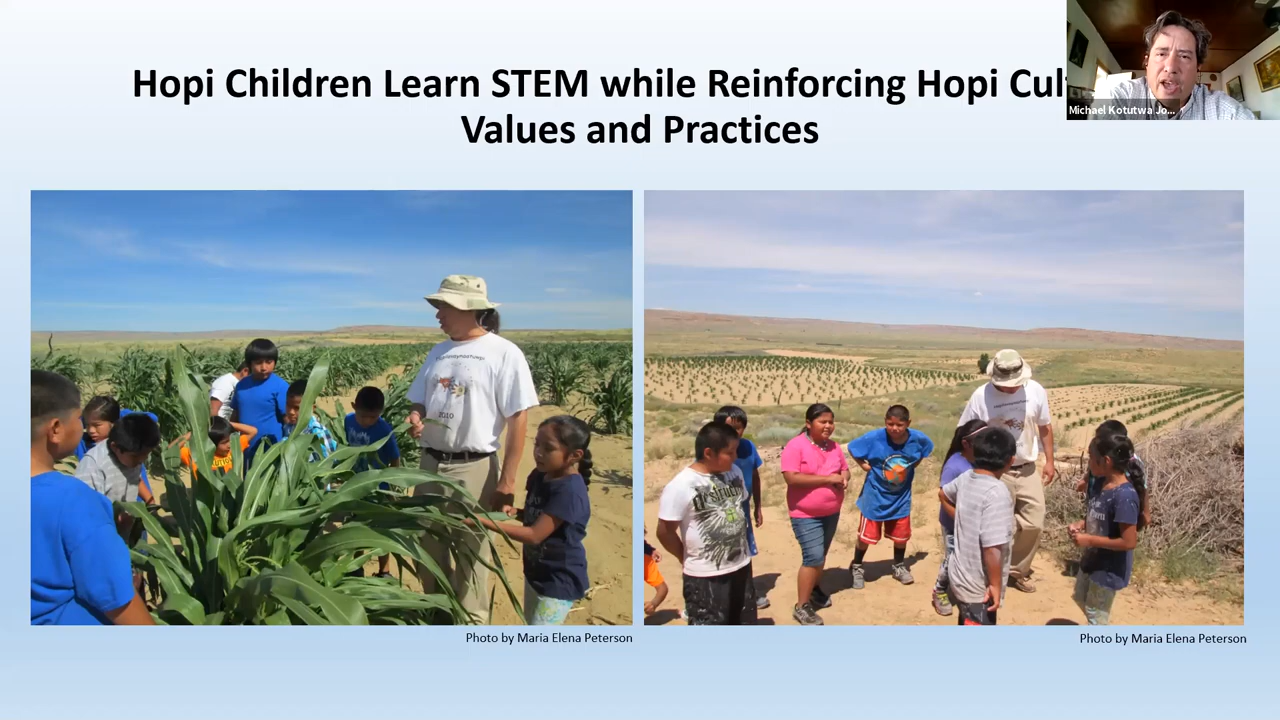 Hopi Children Learn STEM while Reinforcing Hopi
Values and Practices
Michael Kotutwa Jo...
2010
Photo by Maria Elena Peterson
Photo by Maria Elena Peterson